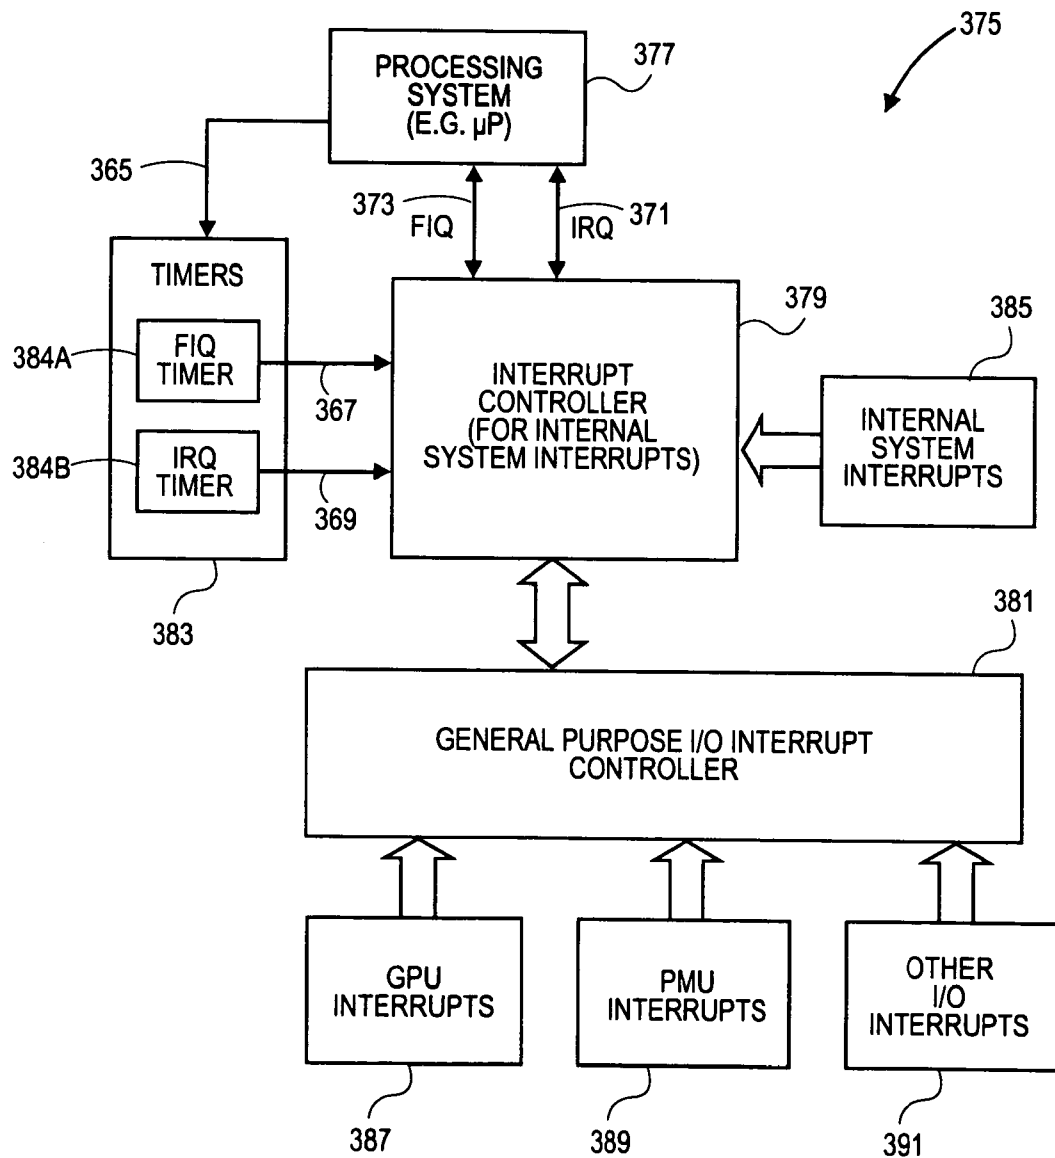 375
PROCESSING
SYSTEM
(E.G. µP)
377
365
373
FIQ
IRQ
371
TIMERS
FIQ
TIMER
384A
367
IRQ
TIMER
384B
369
383
INTERRUPT
CONTROLLER
(FOR INTERNAL
SYSTEM INTERRUPTS)
379
385
INTERNAL
SYSTEM
INTERRUPTS
381
GENERAL PURPOSE I/O INTERRUPT
CONTROLLER
GPU
INTERRUPTS
PMU
INTERRUPTS
OTHER
I/O
INTERRUPTS
387
389
391